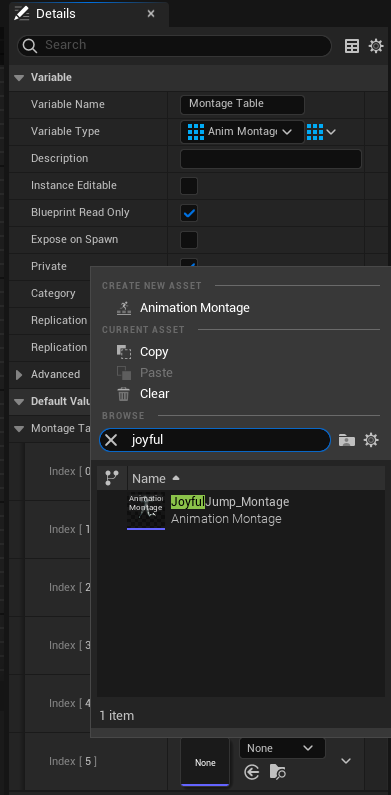 Details
Search
Variable
Variable Name Montage Table
Variable Type Anim Montag
Description
Instance Editable
Blueprint Read Only
Expose on Spawn
Private
Category
Replication
Replication
Advanced
Default Valu
Montage Ta
Index [ 0
Index [ 1
Index [ 2
Index [ 3
Index [ 4
Index [ 5 ]
None
None
CREATE NEW ASSET
Animation Montage
CURRENT ASSET
Copy
Paste
Clear
BROWSE
joyful
Name
Animation
Montage
JoyfulJump_Montage
Animation Montage
1 item